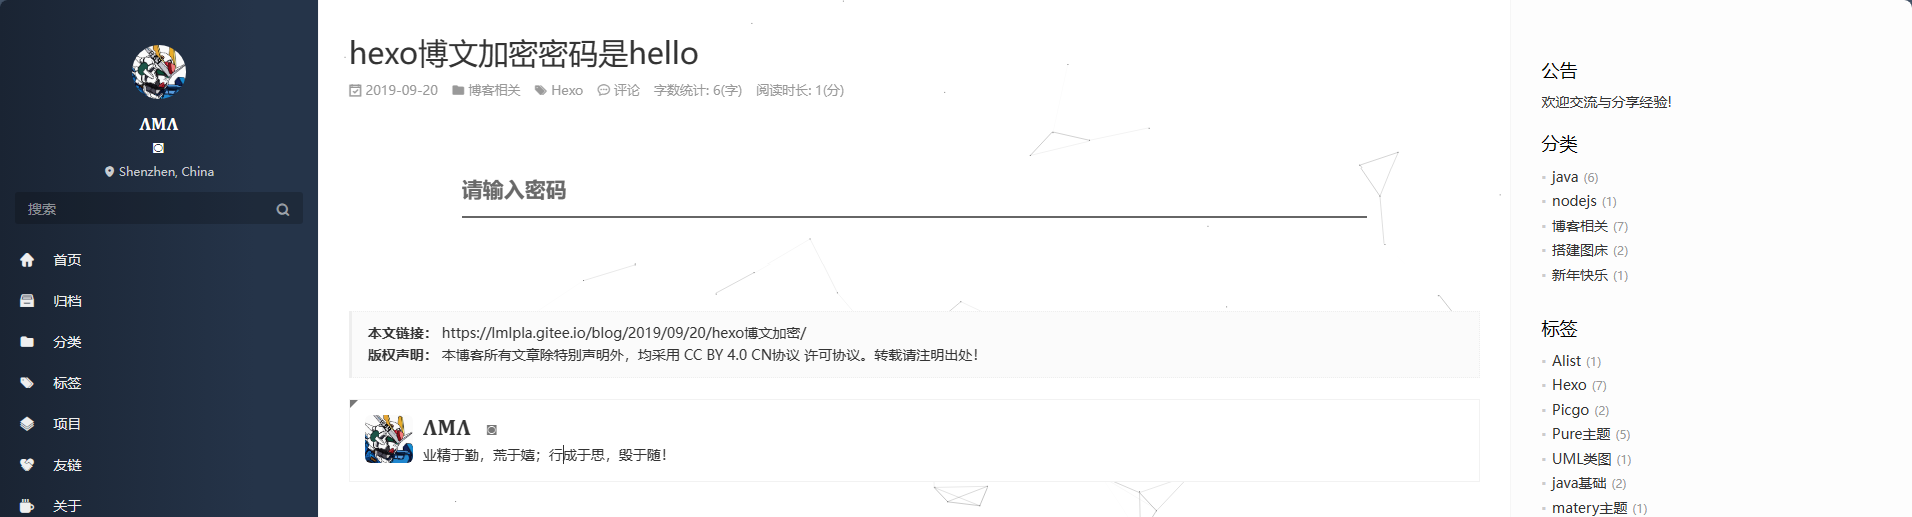 ΛMΛ
◙
Shenzhen, China
搜索
首页
归档
分类
标签
项目
友链
关于
hexo博文加密密码是hello
2019-09-20 博客相关 Hexo 评论 字数统计: 6(字) 阅读时长: 1(分)
请输入密码
本文链接： https://lmlpla.gitee.io/blog/2019/09/20/hexo博文加密/
版权声明： 本博客所有文章除特别声明外，均采用 CC BY 4.0 CN协议 许可协议。转载请注明出处！
ΛMΛ ◙
业精于勤，荒于嬉；行成于思，毁于随！
公告
欢迎交流与分享经验!
分类
java (6)
nodejs (1)
博客相关 (7)
搭建图床 (2)
新年快乐 (1)
标签
Alist (1)
Hexo (7)
Picgo (2)
Pure主题 (5)
UML类图 (1)
java基础 (2)
matery主题 (1)